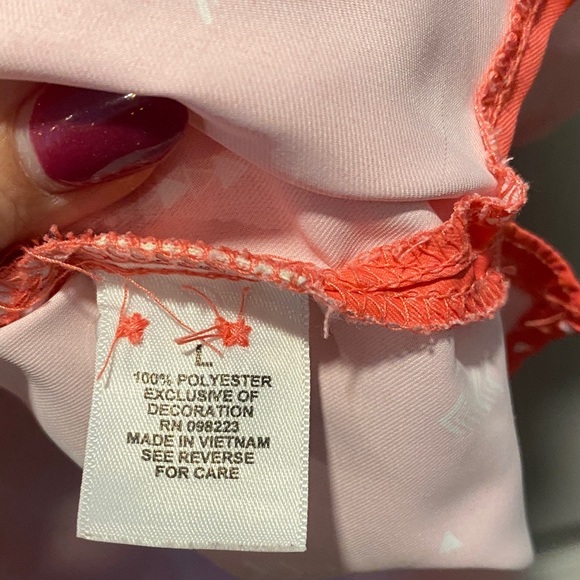 L
100% POLYESTER
EXCLUSIVE OF
DECORATION
RN 098223
MADE IN VIETNAM
SEE REVERSE
FOR CARE